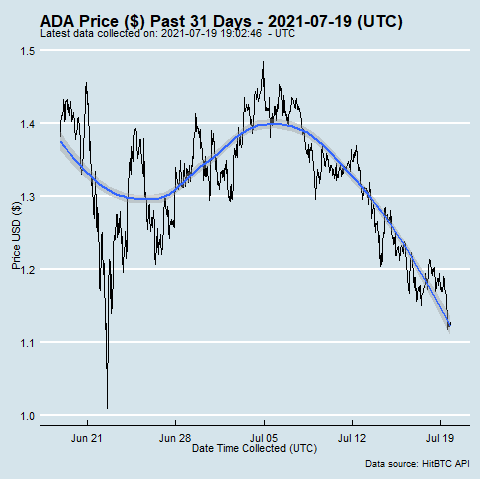 ADA Price ($) Past 31 Days - 2021-07-19 (UTC)
Latest data collected on: 2021-07-19 19:02:46  - UTC
1.5
1.4
1.3
1.2
1.1
1.0
Price USD ($)
Jun 21
Jun 28
Jul 05
Jul 12
Jul 19
Date Time Collected (UTC)
Data source: HitBTC API